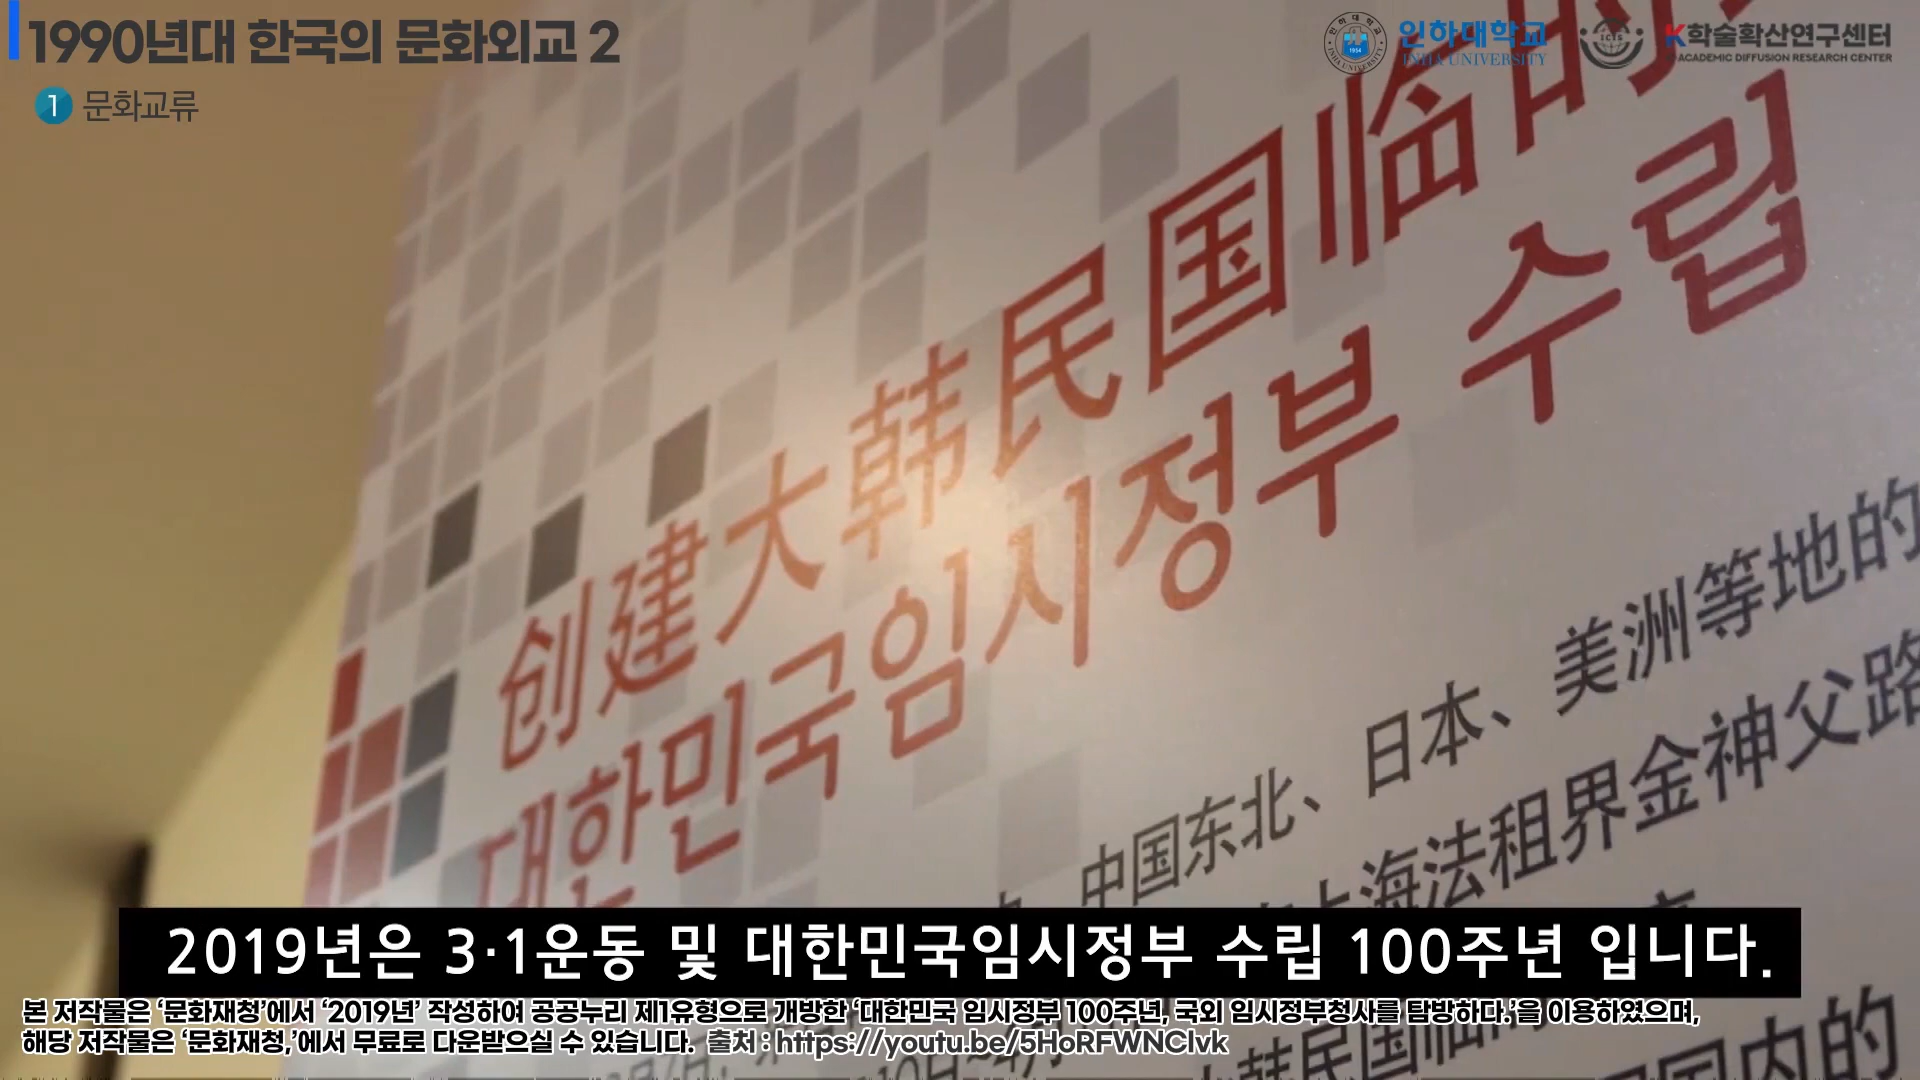 1990년대 한국의 문화외교 2
1 문화교류
인하대학교
INHA UNIVERSITY
K학술확산연구센터
K-ACADEMIC DIFFUSION RESEARCH CENTER
创建大韩民国临时
대한민국임시정부 수립
中国东北、日本、美洲等地的
上海法租界金神父路
2019년은 3·1운동 및 대한민국임시정부 수립 100주년 입니다.
본 저작물은 ‘문화재청’에서 ‘2019년’ 작성하여 공공누리 제1유형으로 개방한 ‘대한민국 임시정부 100주년, 국외 임시정부청사를 탐방하다.’을 이용하였으며,
해당 저작물은 ‘문화재청,’에서 무료로 다운받으실 수 있습니다. 출처 : https://youtu.be/5HoRFWNClvk
韩民国临
国内的